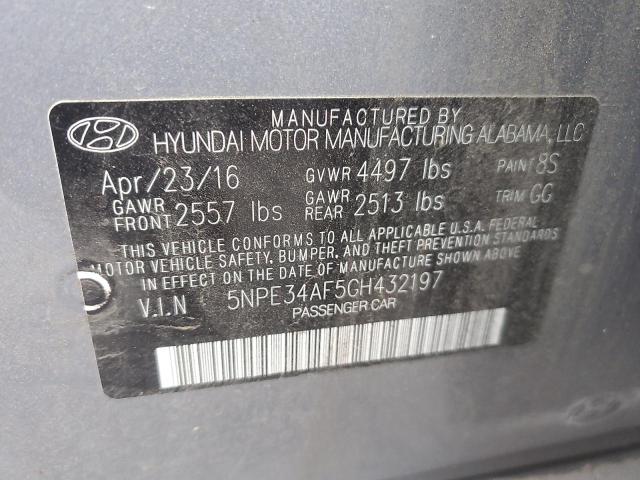 MANUFACTURED BY
HYUNDAI MOTOR MANUFACTURING ALABAMA, LLC
Apr/23/16 GVWR 4497 lbs PAINT 8S
GAWR FRONT 2557 lbs GAWR REAR 2513 lbs TRIM GG
THIS VEHICLE CONFORMS TO ALL APPLICABLE U.S.A. FEDERAL
MOTOR VEHICLE SAFETY, BUMPER, AND THEFT PREVENTION STANDARDS
IN EFFECT ON THE DATE OF MANUFACTURE SHOWN ABOVE.
V.I.N 5NPE34AF5GH432197
PASSENGER CAR